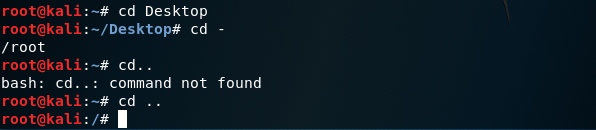 root@kali:~# cd Desktop
root@kali:~/Desktop# cd -
/root
root@kali:~# cd..
bash: cd..: command not found
root@kali:~# cd ..
root@kali:/#